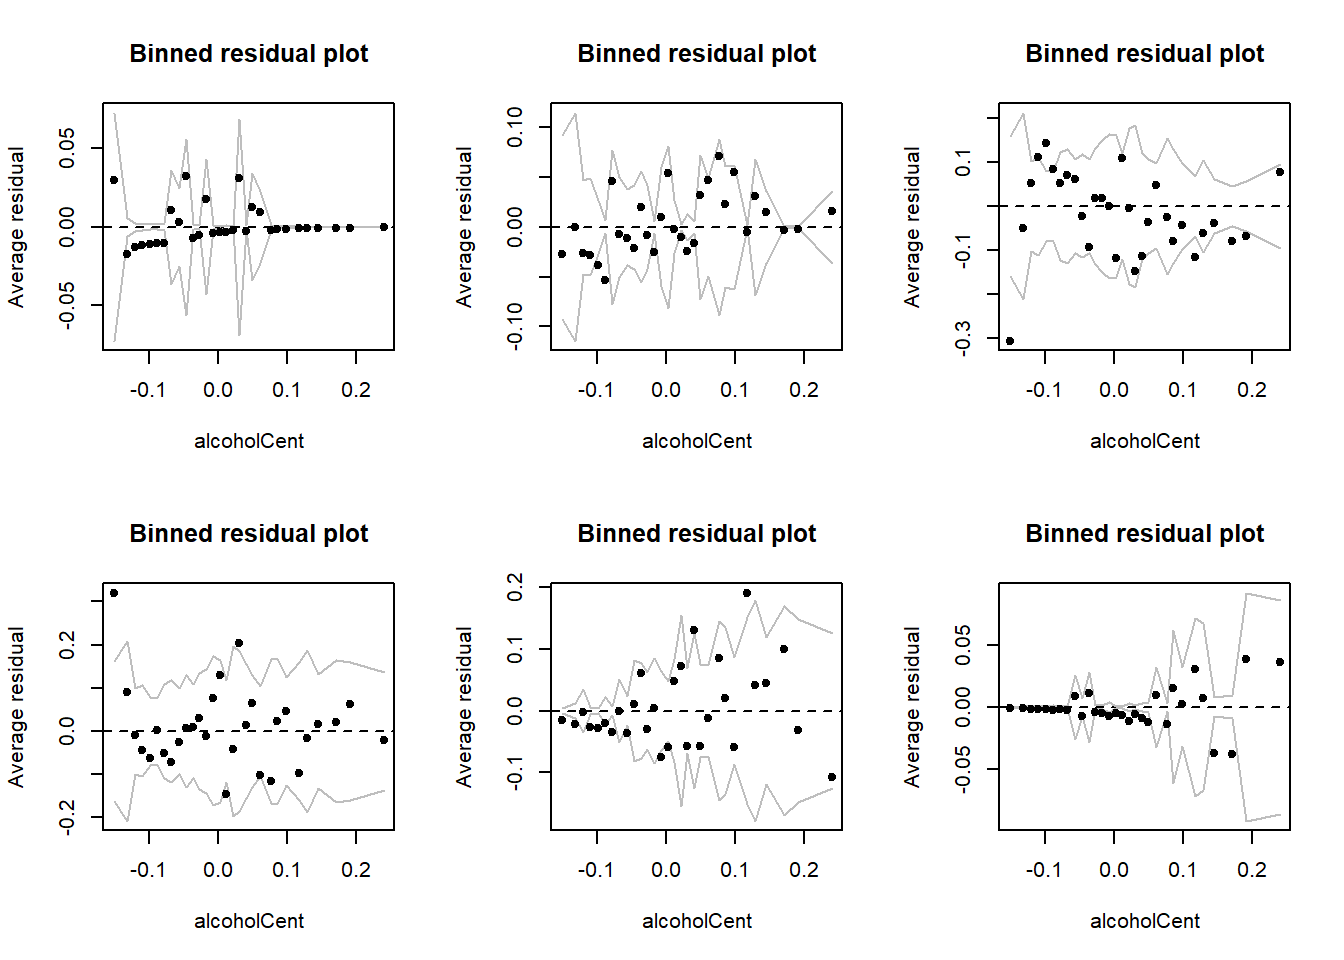 Binned residual plot
Average residual
0.05
0.00
-0.05
-0.1 0.0 0.1 0.2
alcoholCent
Binned residual plot
Average residual
0.10
0.00
-0.10
-0.1 0.0 0.1 0.2
alcoholCent
Binned residual plot
Average residual
0.1
-0.1
-0.3
-0.1 0.0 0.1 0.2
alcoholCent
Binned residual plot
Average residual
0.2
0.0
-0.2
-0.1 0.0 0.1 0.2
alcoholCent
Binned residual plot
Average residual
0.2
0.1
0.0
-0.1
-0.1 0.0 0.1 0.2
alcoholCent
Binned residual plot
Average residual
0.05
0.00
-0.05
-0.1 0.0 0.1 0.2
alcoholCent